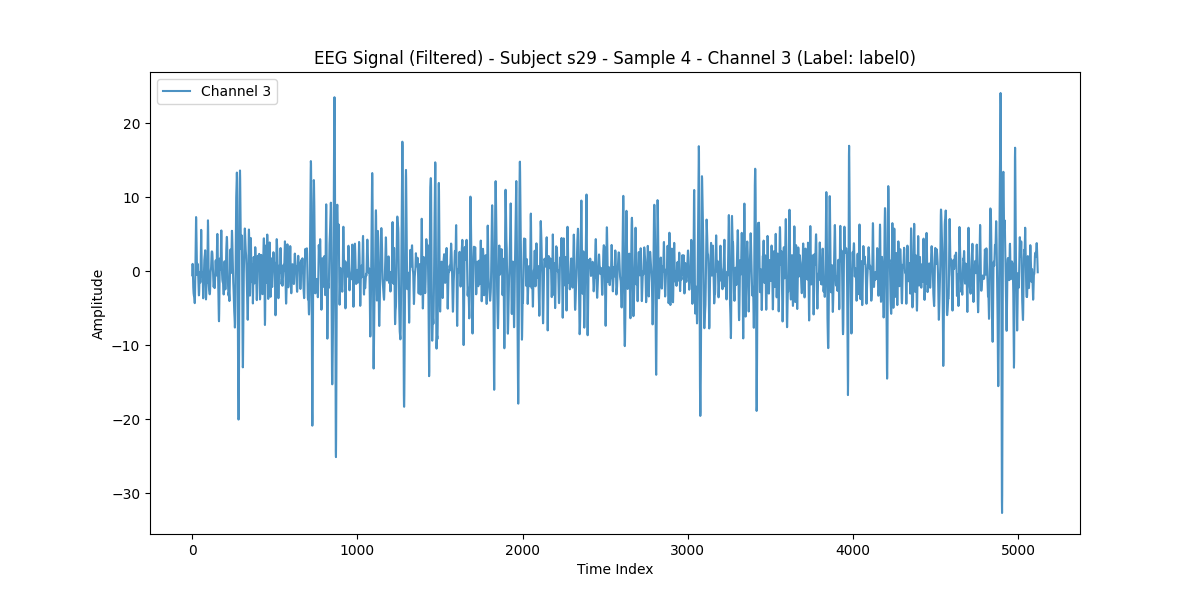 EEG Signal (Filtered) - Subject s29 - Sample 4 - Channel 3 (Label: label0)
Channel 3
20
10
0
−10
−20
−30
Amplitude
0 1000 2000 3000 4000 5000
Time Index